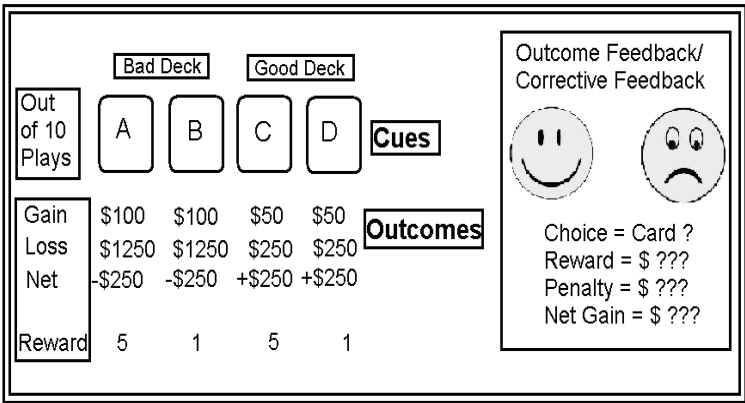 Bad Deck Good Deck
Out
of 10
Plays
A B C D
Cues
Gain $100 $100 $50 $50
Outcomes
Loss $1250 $1250 $250 $250
Net -$250 -$250 +$250 +$250
Reward 5 1 5 1
Outcome Feedback/
Corrective Feedback
Choice = Card ?
Reward = $ ???
Penalty = $ ???
Net Gain = $ ???